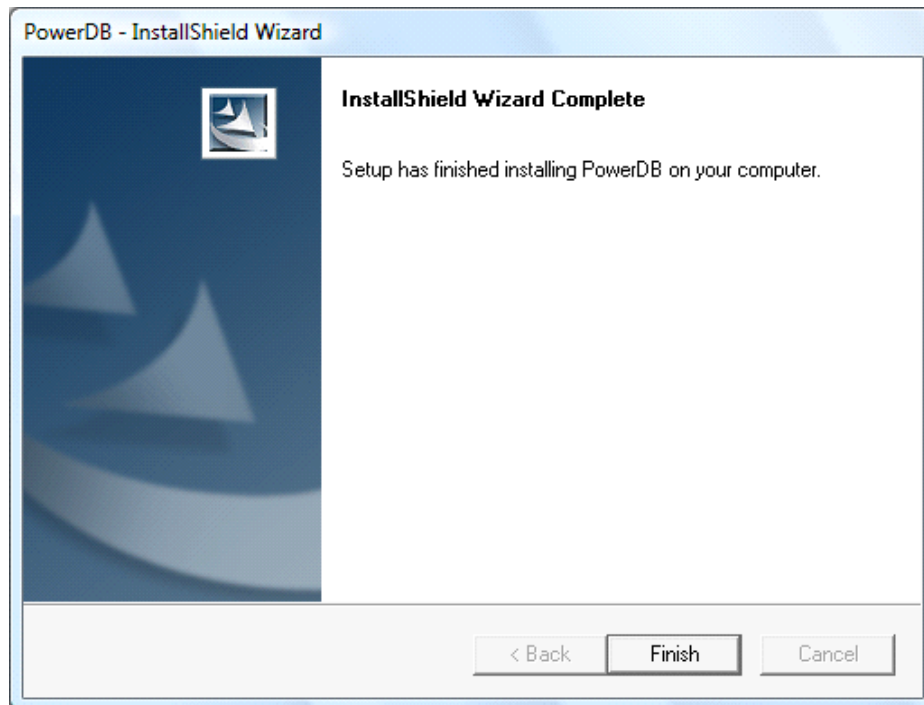 PowerDB - InstallShield Wizard
InstallShield Wizard Complete
Setup has finished installing PowerDB on your computer.
< Back
Finish
Cancel